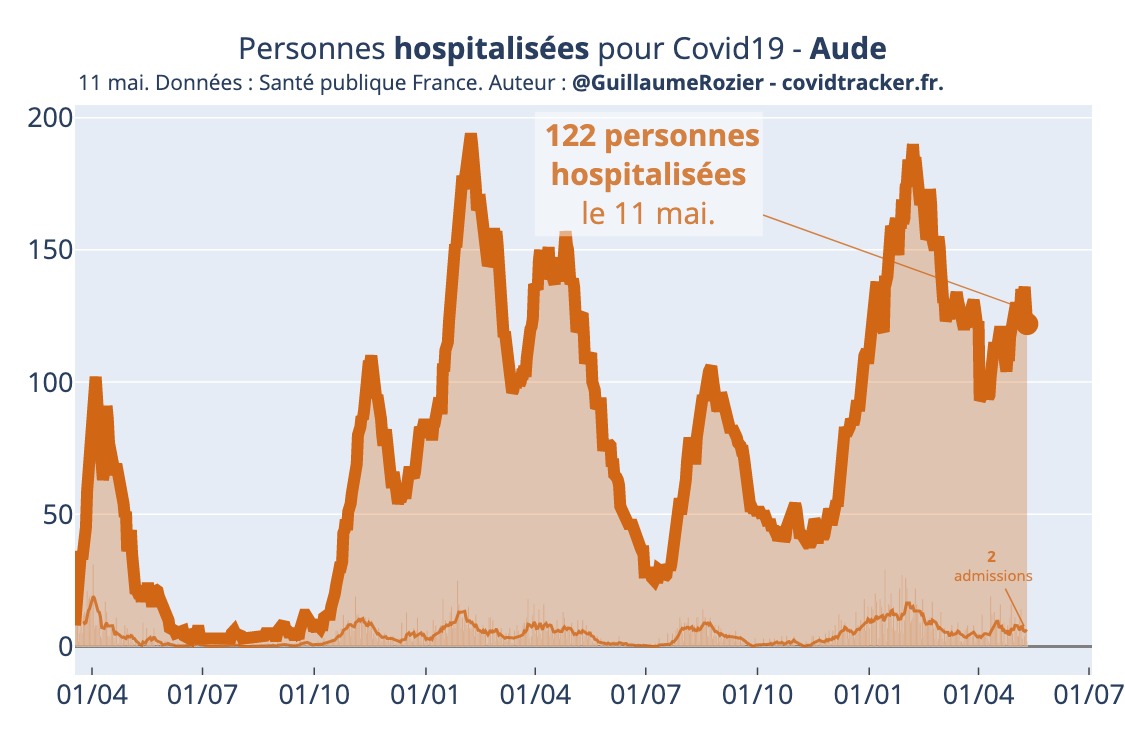 Personnes hospitalisées pour Covid19 - Aude
11 mai. Données : Santé publique France. Auteur : @GuillaumeRozier - covidtracker.fr.
200
122 personnes
hospitalisées
le 11 mai.
150
100
50
2
admissions
0
01/04 01/07 01/10 01/01 01/04 01/07 01/10 01/01 01/04 01/07